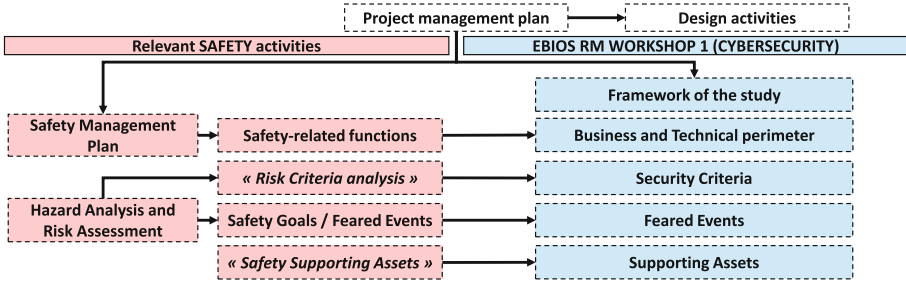 Project management plan
Design activities
Relevant SAFETY activities
EBIOS RM WORKSHOP 1 (CYBERSECURITY)
Framework of the study
Safety Management
Plan
Safety-related functions
Business and Technical perimeter
« Risk Criteria analysis »
Security Criteria
Hazard Analysis and
Risk Assessment
Safety Goals / Feared Events
Feared Events
« Safety Supporting Assets »
Supporting Assets